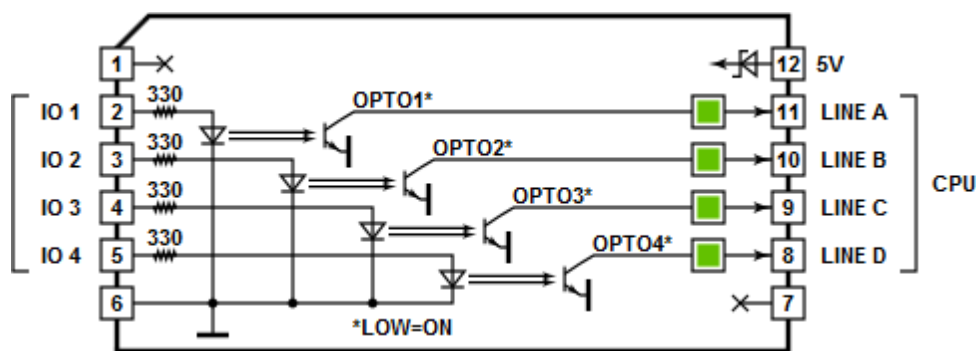 1 12 5V
330 OPTO1*
IO 1 2 11 LINE A
330 OPTO2*
IO 2 3 10 LINE B
CPU
330 OPTO3*
IO 3 4 9 LINE C
330 OPTO4*
IO 4 5 8 LINE D
6 7
*LOW=ON